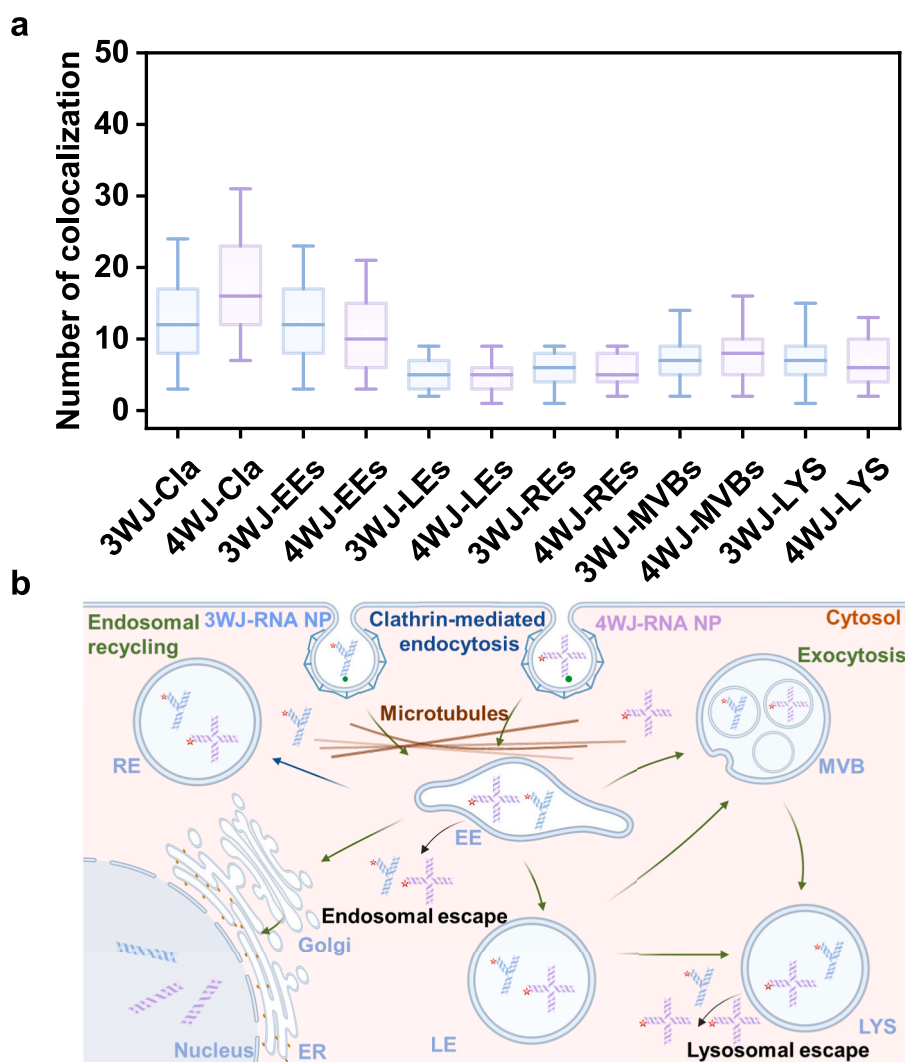 a
Number of colocalization
50
40
30
20
10
0
3WJ-Cla
4WJ-Cla
3WJ-EEs
4WJ-EEs
3WJ-LEs
4WJ-LEs
3WJ-REs
4WJ-REs
3WJ-MVBs
4WJ-MVBs
3WJ-LYS
4WJ-LYS
b
Endosomal
recycling
3WJ-RNA NP
Clathrin-mediated
endocytosis
4WJ-RNA NP
Cytosol
Exocytosis
Microtubules
RE
MVB
EE
Endosomal escape
Golgi
Nucleus
ER
LE
LYS
Lysosomal escape